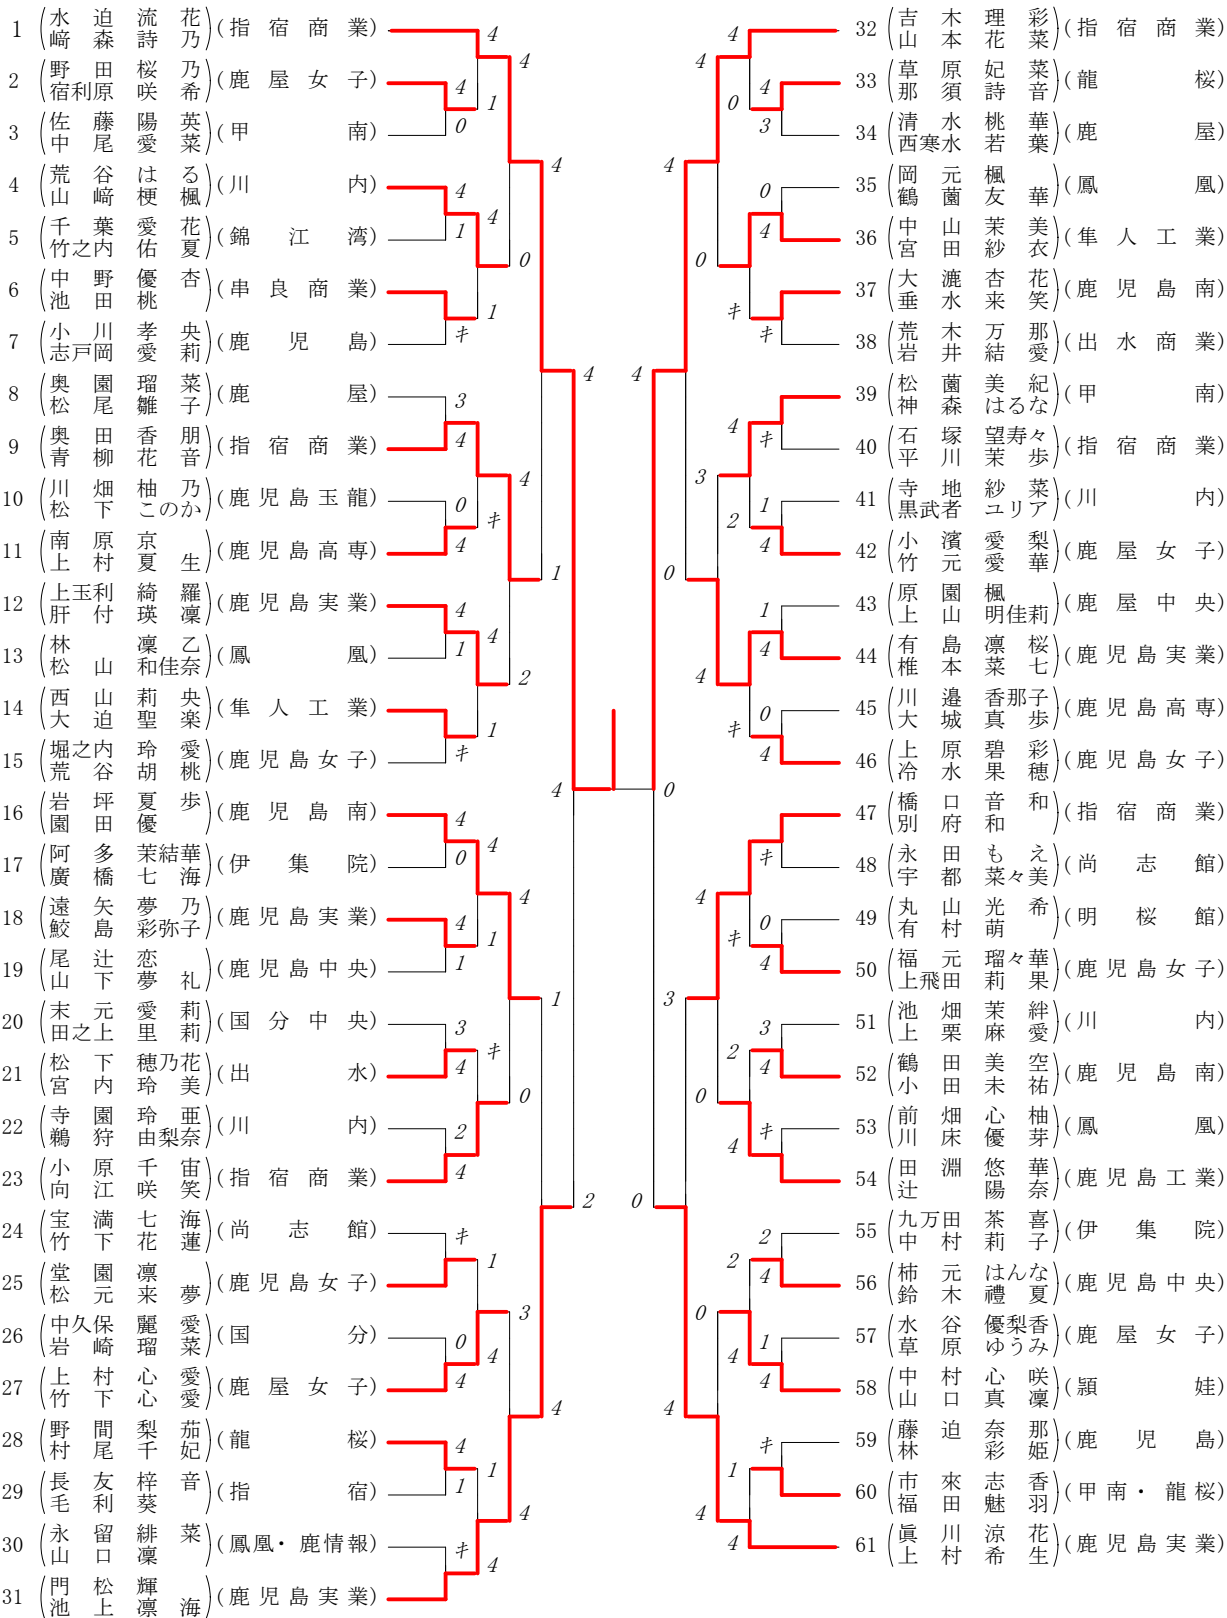 1 水迫流花 﨑森詩乃 (指宿商業)
2 野田桜乃 宿利原咲希 (鹿屋女子)
3 佐藤陽英 中尾愛菜 (甲南)
4 荒谷はる 山﨑梗楓 (川内)
5 千葉愛花 竹之内佑夏 (錦江湾)
6 中野優杏 池田桃 (串良商業)
7 小川孝央 志戸岡愛莉 (鹿児島)
8 奥園瑠菜 松尾雛子 (鹿屋)
9 奥田香朋 青柳花音 (指宿商業)
10 川畑柚乃 松下このか (鹿児島玉龍)
11 南原京 上村夏生 (鹿児島高専)
12 上玉利綺羅 肝付瑛凜 (鹿児島実業)
13 林凜乙 松山和佳奈 (鳳凰)
14 西山莉央 大迫聖楽 (隼人工業)
15 堀之内玲愛 荒谷胡桃 (鹿児島女子)
16 岩坪夏歩 園田優 (鹿児島南)
17 阿多茉結華 廣橋七海 (伊集院)
18 遠矢夢乃 鮫島彩弥子 (鹿児島実業)
19 尾辻恋 山下夢礼 (鹿児島中央)
20 末元愛莉 田之上里莉 (国分中央)
21 松下穂乃花 宮内玲美 (出水)
22 寺園玲亜 鵜狩由梨奈 (川内)
23 小原千宙 向江咲笑 (指宿商業)
24 宝満七海 竹下花蓮 (尚志館)
25 堂園凛 松元来夢 (鹿児島女子)
26 中久保麗愛 岩崎瑠菜 (国分)
27 上村心愛 竹下心愛 (鹿屋女子)
28 野間梨茄 村尾千妃 (龍桜)
29 長友梓音 毛利葵 (指宿)
30 永留緋菜 山口凜 (鳳凰・鹿情報)
31 門松輝 池上凛海 (鹿児島実業)
32 吉木理彩 山本花菜 (指宿商業)
33 草原妃菜 那須詩音 (龍桜)
34 清水桃華 西寒水若葉 (鹿屋)
35 岡元楓 鶴薗友華 (鳳凰)
36 中山茉美 宮田紗衣 (隼人工業)
37 大漉杏花 垂水来笑 (鹿児島南)
38 荒木万那 岩井結愛 (出水商業)
39 松薗美紀 神森はるな (甲南)
40 石塚望寿々 平川茉歩 (指宿商業)
41 寺地紗菜 黒武者ユリア (川内)
42 小濱愛梨 竹元愛華 (鹿屋女子)
43 原園楓 上山明佳莉 (鹿屋中央)
44 有島凛桜 椎本菜七 (鹿児島実業)
45 川邉香那子 大城真歩 (鹿児島高専)
46 上原碧彩 冷水果穂 (鹿児島女子)
47 橋口音和 別府和 (指宿商業)
48 永田もえ 宇都菜々美 (尚志館)
49 丸山光希 有村萌 (明桜館)
50 福元瑠々華 上飛田莉果 (鹿児島女子)
51 池畑茉絆 上栗麻愛 (川内)
52 鶴田美空 小田未祐 (鹿児島南)
53 前畑心柚 川床優芽 (鳳凰)
54 田淵悠華 辻陽奈 (鹿児島工業)
55 九万田茶喜 中村莉子 (伊集院)
56 柿元はんな 鈴木禮夏 (鹿児島中央)
57 水谷優梨香 草原ゆうみ (鹿屋女子)
58 中村心咲 山口真凜 (頴娃)
59 藤迫奈那 林彩姫 (鹿児島)
60 市來志香 福田魅羽 (甲南・龍桜)
61 眞川涼花 上村希生 (鹿児島実業)